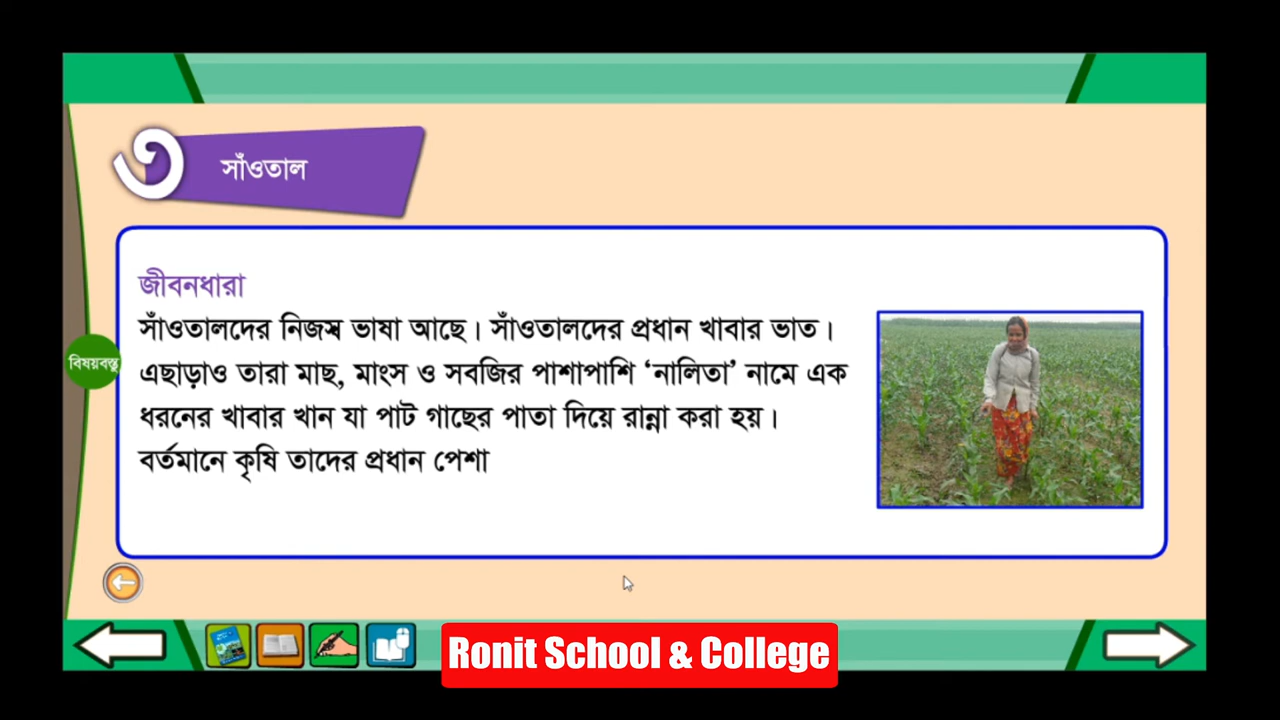 ৩
সাঁওতাল
জীবনধারা
সাঁওতালদের নিজস্ব ভাষা আছে। সাঁওতালদের প্রধান খাবার ভাত।
এছাড়াও তারা মাছ, মাংস ও সবজির পাশাপাশি ‘নালিতা’ নামে এক
ধরনের খাবার খান যা পাট গাছের পাতা দিয়ে রান্না করা হয়।
বর্তমানে কৃষি তাদের প্রধান পেশা
বিষয়বস্তু
Ronit School & College